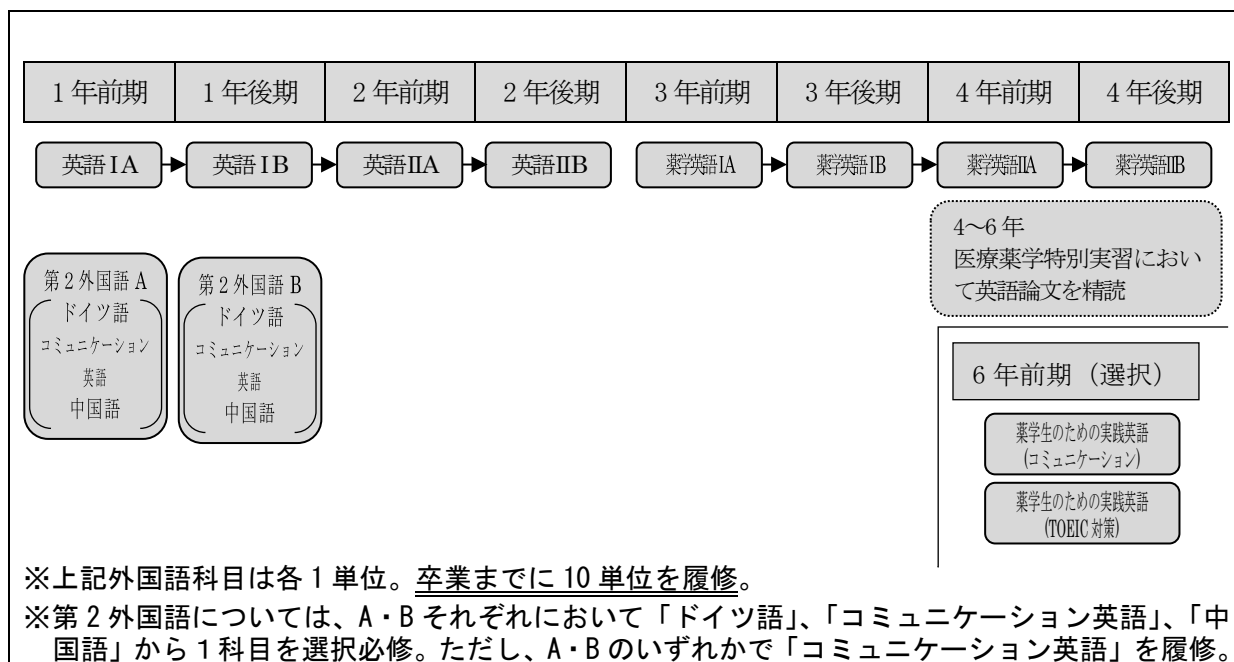 1年前期 1年後期 2年前期 2年後期 3年前期 3年後期 4年前期 4年後期
英語IA 英語IB 英語IIA 英語IIB 薬学英語IA 薬学英語IB 薬学英語IIA 薬学英語IIB
4～6年
医療薬学特別実習におい
て英語論文を精読
第2外国語A
ドイツ語
コミュニケーション
英語
中国語
第2外国語B
ドイツ語
コミュニケーション
英語
中国語
6年前期（選択）
薬学生のための実践英語
(コミュニケーション)
薬学生のための実践英語
(TOEIC対策)
※上記外国語科目は各1単位。卒業までに10単位を履修。
※第2外国語については、A・Bそれぞれにおいて「ドイツ語」、「コミュニケーション英語」、「中
国語」から1科目を選択必修。ただし、A・Bのいずれかで「コミュニケーション英語」を履修。